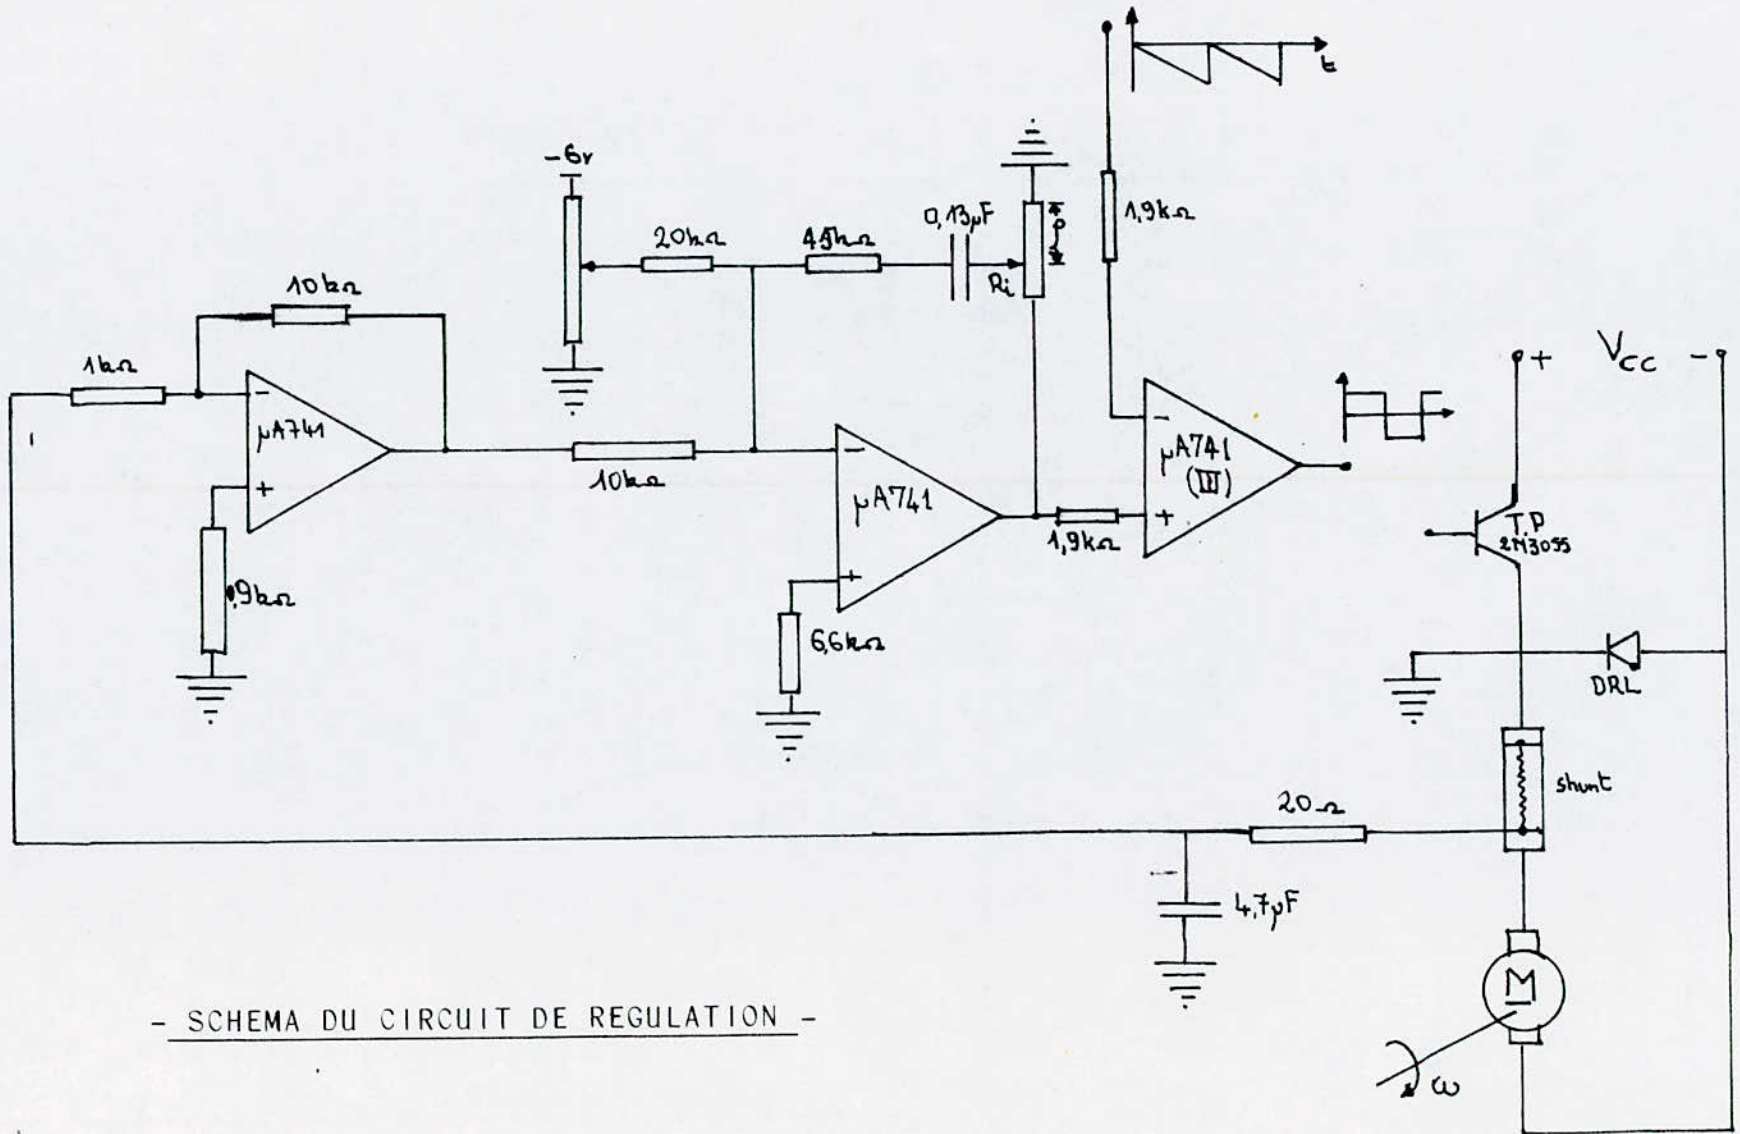 t
-6v
0,13µF
1,9kΩ
20kΩ
45kΩ
ρ
Ri
10kΩ
1kΩ
Vcc
+
-
-
µA741
+
-
µA741
(III)
+
10kΩ
-
µA741
+
1,9kΩ
T.P
2N3055
,9kΩ
6,6kΩ
DRL
shunt
20Ω
4,7µF
M
- SCHEMA DU CIRCUIT DE REGULATION -
ω